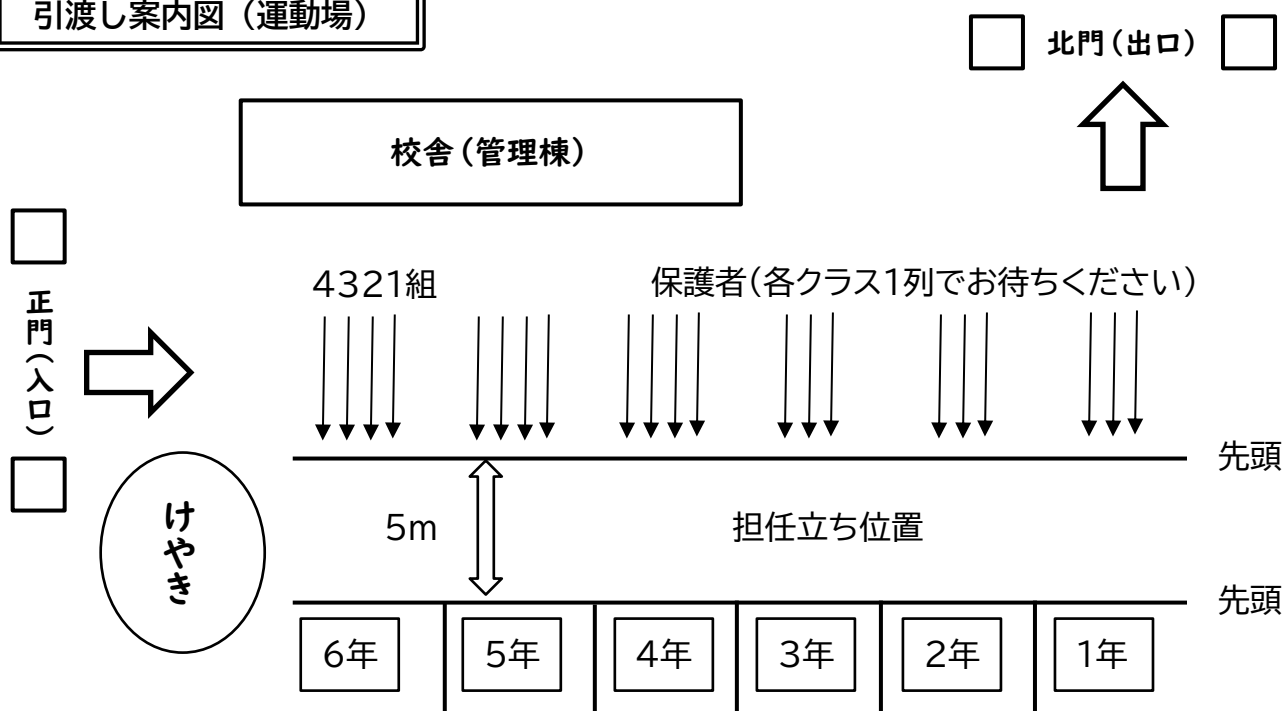 引渡し案内図（運動場）
北門（出口）
校舎（管理棟）
正門（入口）
4321組
保護者（各クラス1列でお待ちください）
先頭
けやき
5m
担任立ち位置
先頭
6年
5年
4年
3年
2年
1年